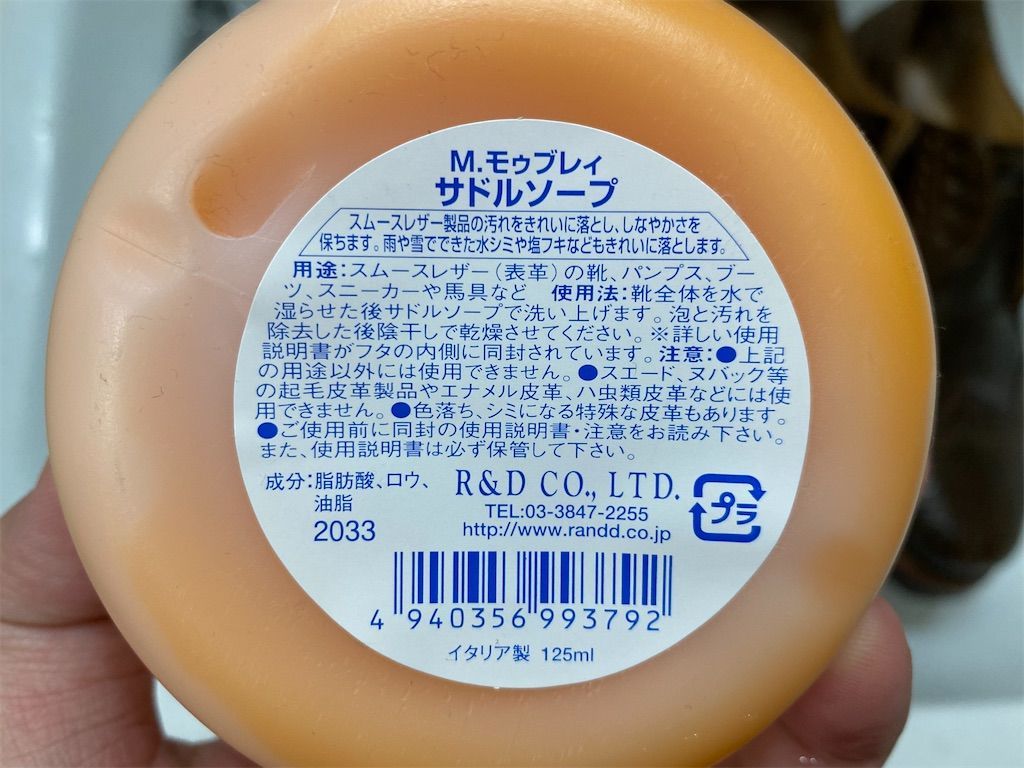 M.モゥブレィ
サドルソープ
スムースレザー製品の汚れをきれいに落とし、しなやかさを
保ちます。雨や雪でできた水シミや塩フキなどもきれいに落とします。
用途:スムースレザー(表革)の靴、パンプス、ブー
ツ、スニーカーや馬具など 使用法:靴全体を水で
湿らせた後サドルソープで洗い上げます。泡と汚れを
除去した後陰干しで乾燥させてください。※詳しい使用
説明書がフタの内側に同封されています。注意:●上記
の用途以外には使用できません。●スエード、ヌバック等
の起毛皮革製品やエナメル皮革、ハ虫類皮革などには使
用できません。●色落ち、シミになる特殊な皮革もあります。
●ご使用前に同封の使用説明書・注意をお読み下さい。
また、使用説明書は必ず保管して下さい。
成分:脂肪酸、ロウ、
油脂
2033
R&D CO., LTD.
TEL:03-3847-2255
http://www.randd.co.jp
プラ
4 940356 993792
イタリア製 125ml